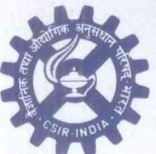 वैज्ञानिक तथा औद्योगिक अनुसंधान परिषद भारत
CSIR-INDIA